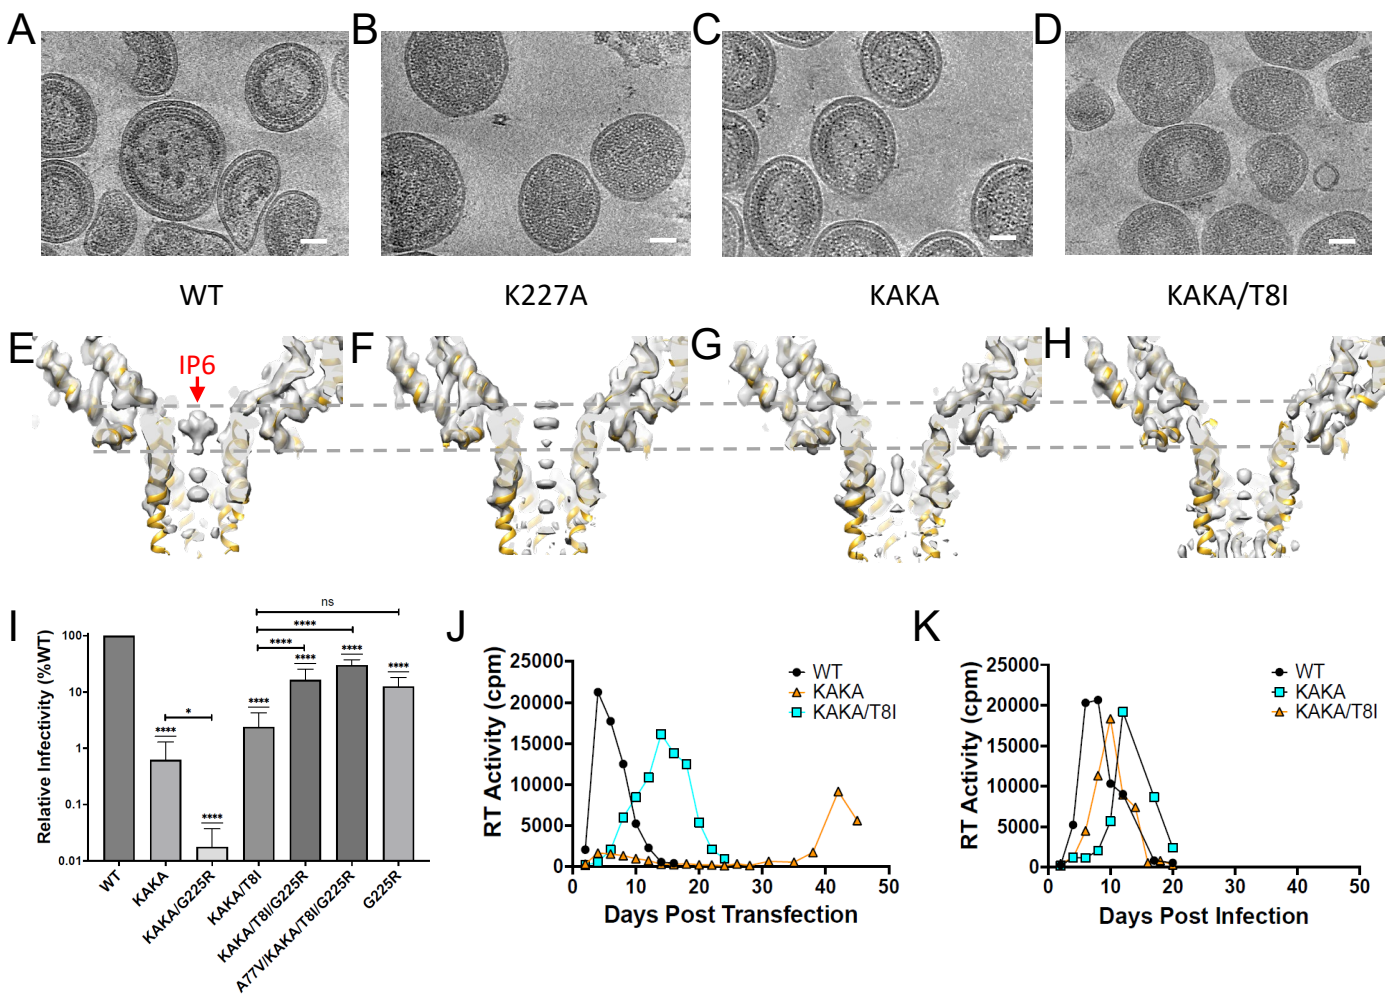 A
B
C
D
WT
K227A
KAKA
KAKA/T8I
E
F
G
H
IP6
I
Relative Infectivity (%WT)
100
10
1
0.1
0.01
ns
****
****
*
****
****
****
****
****
****
WT
KAKA
KAKA/G225R
KAKA/T8I
KAKA/T8I/G225R
A77V/KAKA/T8I/G225R
G225R
J
RT Activity (cpm)
25000
20000
15000
10000
5000
0
0 10 20 30 40 50
Days Post Transfection
WT
KAKA
KAKA/T8I
K
RT Activity (cpm)
25000
20000
15000
10000
5000
0
0 10 20 30 40 50
Days Post Infection
WT
KAKA
KAKA/T8I